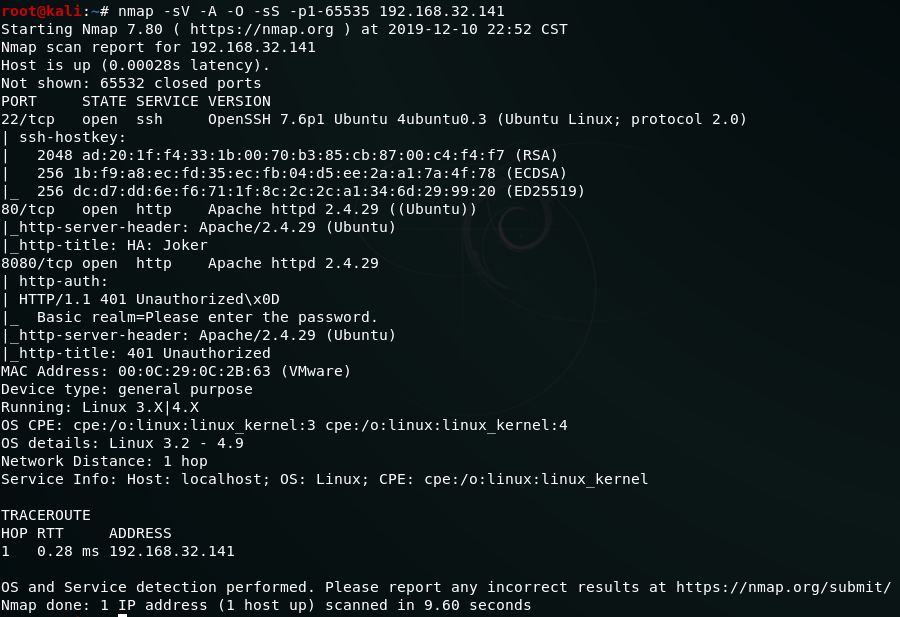 root@kali:~# nmap -sV -A -O -sS -p1-65535 192.168.32.141
Starting Nmap 7.80 ( https://nmap.org ) at 2019-12-10 22:52 CST
Nmap scan report for 192.168.32.141
Host is up (0.00028s latency).
Not shown: 65532 closed ports
PORT     STATE SERVICE VERSION
22/tcp   open  ssh     OpenSSH 7.6p1 Ubuntu 4ubuntu0.3 (Ubuntu Linux; protocol 2.0)
| ssh-hostkey:
|   2048 ad:20:1f:f4:33:1b:00:70:b3:85:cb:87:00:c4:f4:f7 (RSA)
|   256 1b:f9:a8:ec:fd:35:ec:fb:04:d5:ee:2a:a1:7a:4f:78 (ECDSA)
|_  256 dc:d7:dd:6e:f6:71:1f:8c:2c:2c:a1:34:6d:29:99:20 (ED25519)
80/tcp   open  http    Apache httpd 2.4.29 ((Ubuntu))
|_http-server-header: Apache/2.4.29 (Ubuntu)
|_http-title: HA: Joker
8080/tcp open  http    Apache httpd 2.4.29
| http-auth:
| HTTP/1.1 401 Unauthorized\x0D
|_  Basic realm=Please enter the password.
|_http-server-header: Apache/2.4.29 (Ubuntu)
|_http-title: 401 Unauthorized
MAC Address: 00:0C:29:0C:2B:63 (VMware)
Device type: general purpose
Running: Linux 3.X|4.X
OS CPE: cpe:/o:linux:linux_kernel:3 cpe:/o:linux:linux_kernel:4
OS details: Linux 3.2 - 4.9
Network Distance: 1 hop
Service Info: Host: localhost; OS: Linux; CPE: cpe:/o:linux:linux_kernel

TRACEROUTE
HOP RTT     ADDRESS
1   0.28 ms 192.168.32.141

OS and Service detection performed. Please report any incorrect results at https://nmap.org/submit/
Nmap done: 1 IP address (1 host up) scanned in 9.60 seconds